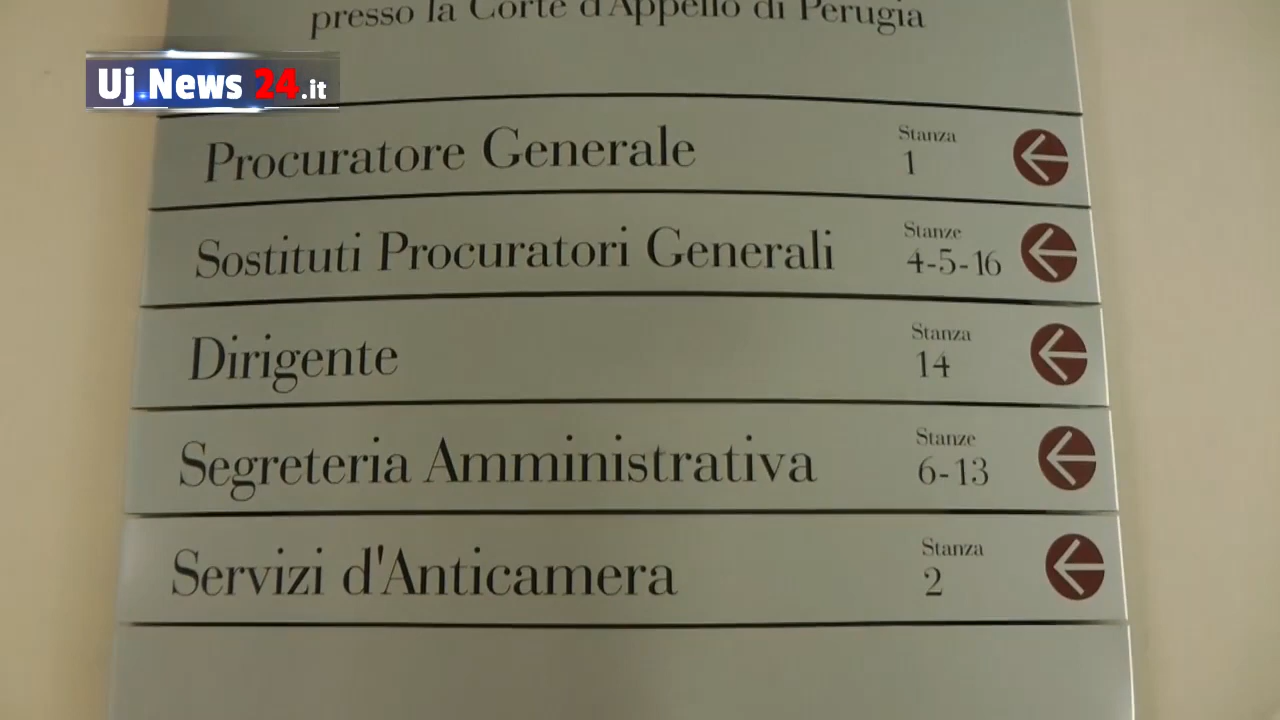 presso la Corte d'Appello di Perugia
Uj.News 24.it
Procuratore Generale
Stanza
1
Sostituti Procuratori Generali
Stanze
4-5-16
Dirigente
Stanza
14
Segreteria Amministrativa
Stanze
6-13
Servizi d'Anticamera
Stanza
2